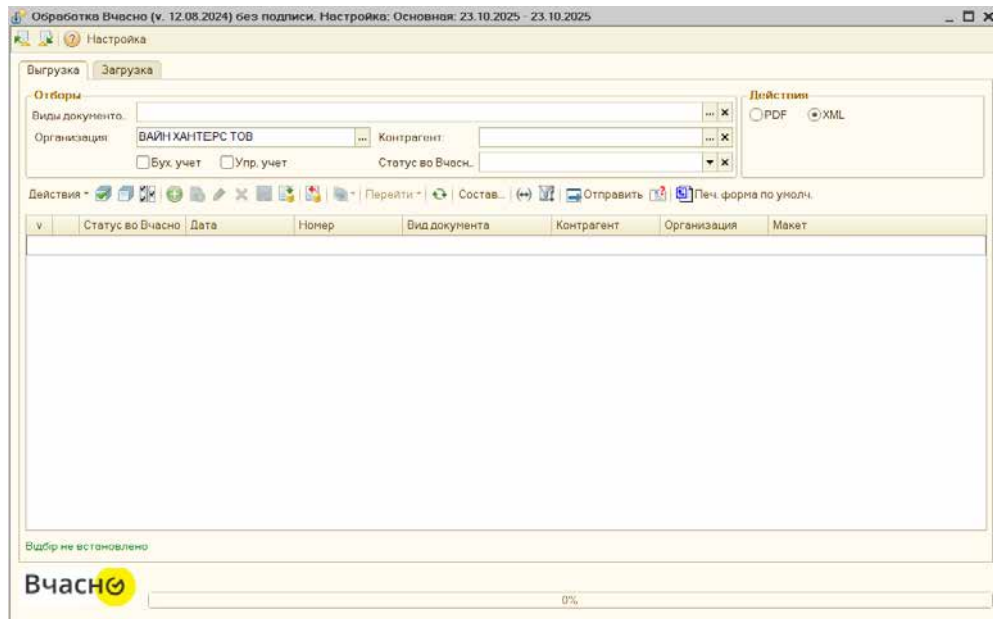 Обработка Вчасно (v. 12.08.2024) без подписи. Настройка: Основная: 23.10.2025 - 23.10.2025
Настройка
Выгрузка Загрузка
Отборы Действия
Виды документо.. PDF XML
Организация: ВАЙН ХАНТЕРС ТОВ Контрагент:
Бух. учет Упр. учет Статус во Вчасн..
Действия Перейти Состав... Отправить Печ. форма по умолч.
v Статус во Вчасно Дата Номер Вид документа Контрагент Организация Макет
Відбір не встановлено
Вчасно
0%